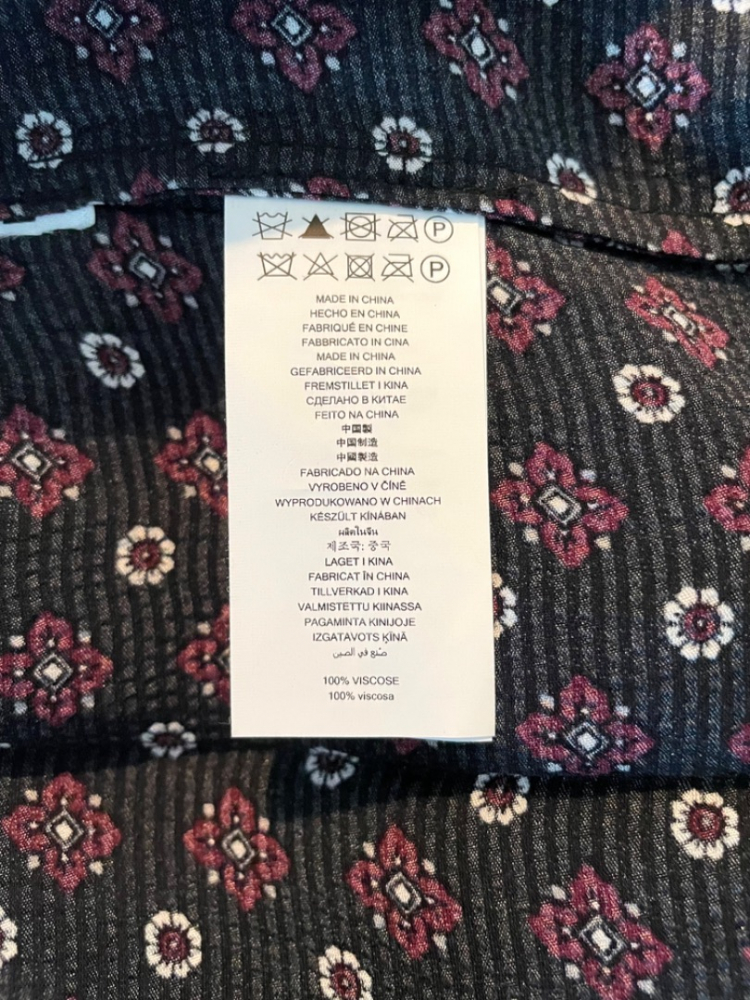 P
P
MADE IN CHINA
HECHO EN CHINA
FABRIQUÉ EN CHINE
FABBRICATO IN CINA
MADE IN CHINA
GEFABRICEERD IN CHINA
FREMSTILLET I KINA
СДЕЛАНО В КИТАЕ
FEITO NA CHINA
中国製
中国制造
中國製造
FABRICADO NA CHINA
VYROBENO V ČÍNĚ
WYPRODUKOWANO W CHINACH
KÉSZÜLT KÍNÁBAN
ผลิตในจีน
제조국: 중국
LAGET I KINA
FABRICAT ÎN CHINA
TILLVERKAD I KINA
VALMISTETTU KIINASSA
PAGAMINTA KINIJOJE
IZGATAVOTS ĶĪNĀ
صنع في الصين
100% VISCOSE
100% viscosa